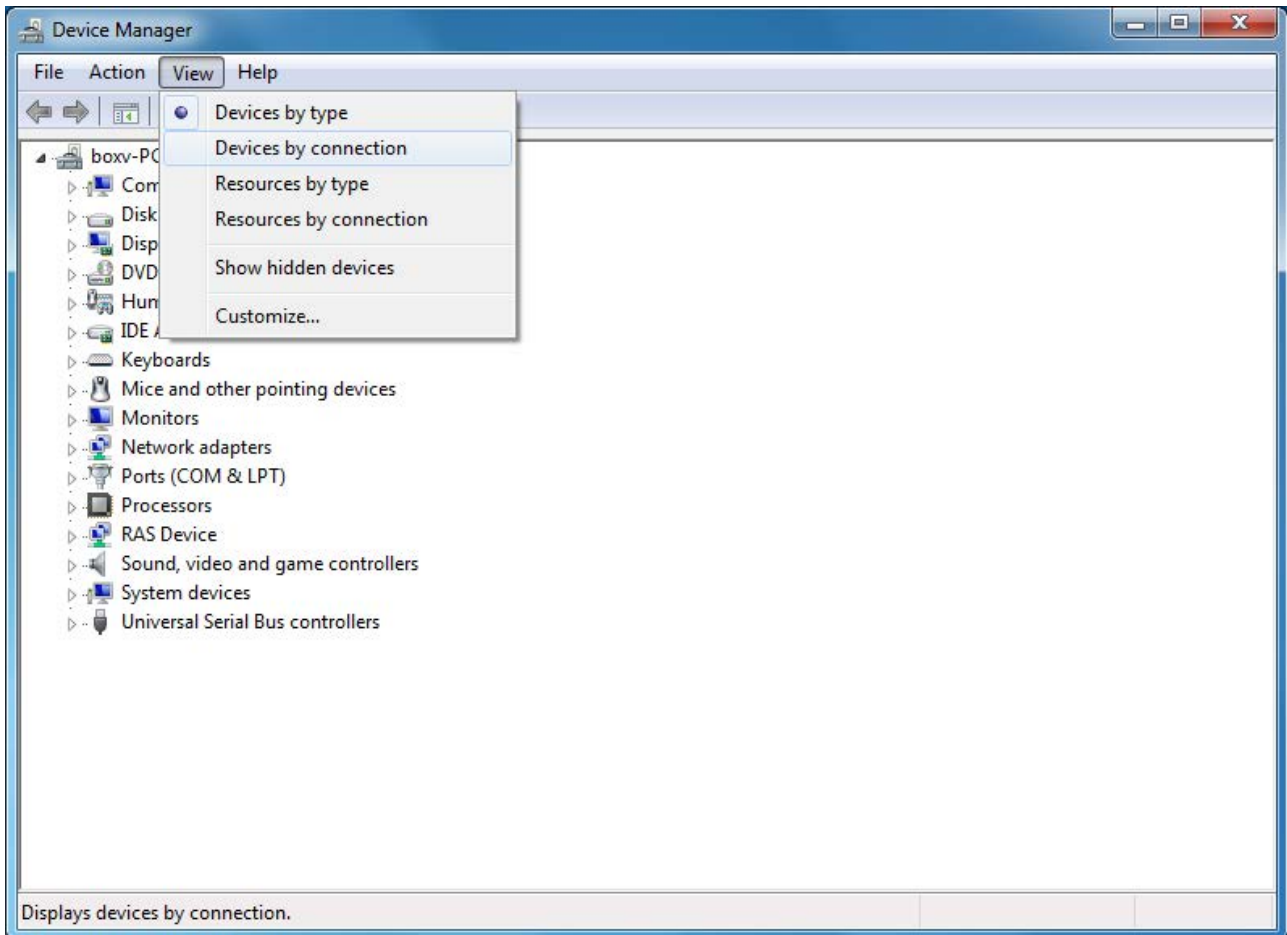 Device Manager
File Action View Help
Devices by type
Devices by connection
Resources by type
Resources by connection
Show hidden devices
Customize...
boxv-PC
Com
Disk
Disp
DVD
Hum
IDE A
Keyboards
Mice and other pointing devices
Monitors
Network adapters
Ports (COM & LPT)
Processors
RAS Device
Sound, video and game controllers
System devices
Universal Serial Bus controllers
Displays devices by connection.